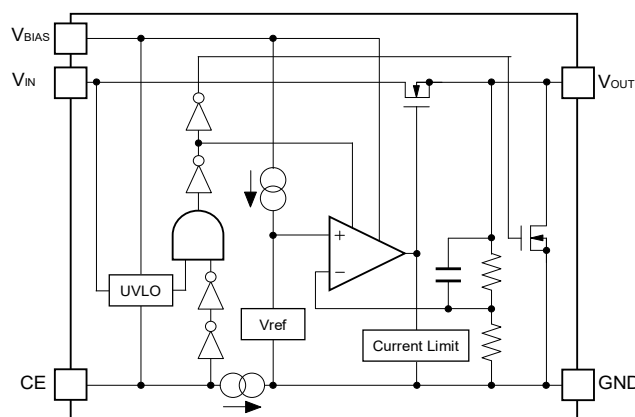 VBIAS
VIN
VOUT
+
−
UVLO
Vref
Current Limit
CE
GND